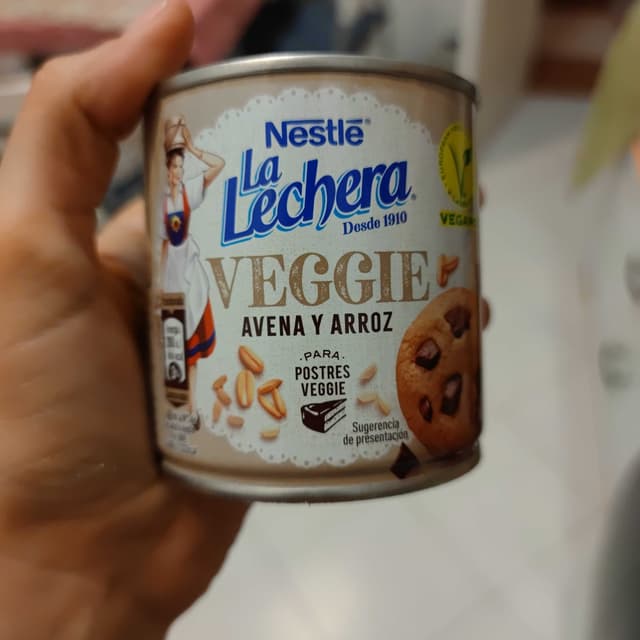 Nestlé®
La
Lechera®
Desde 1910
VEGAN
VEGGIE
AVENA Y ARROZ
PARA
POSTRES
VEGGIE
Sugerencia
de presentación